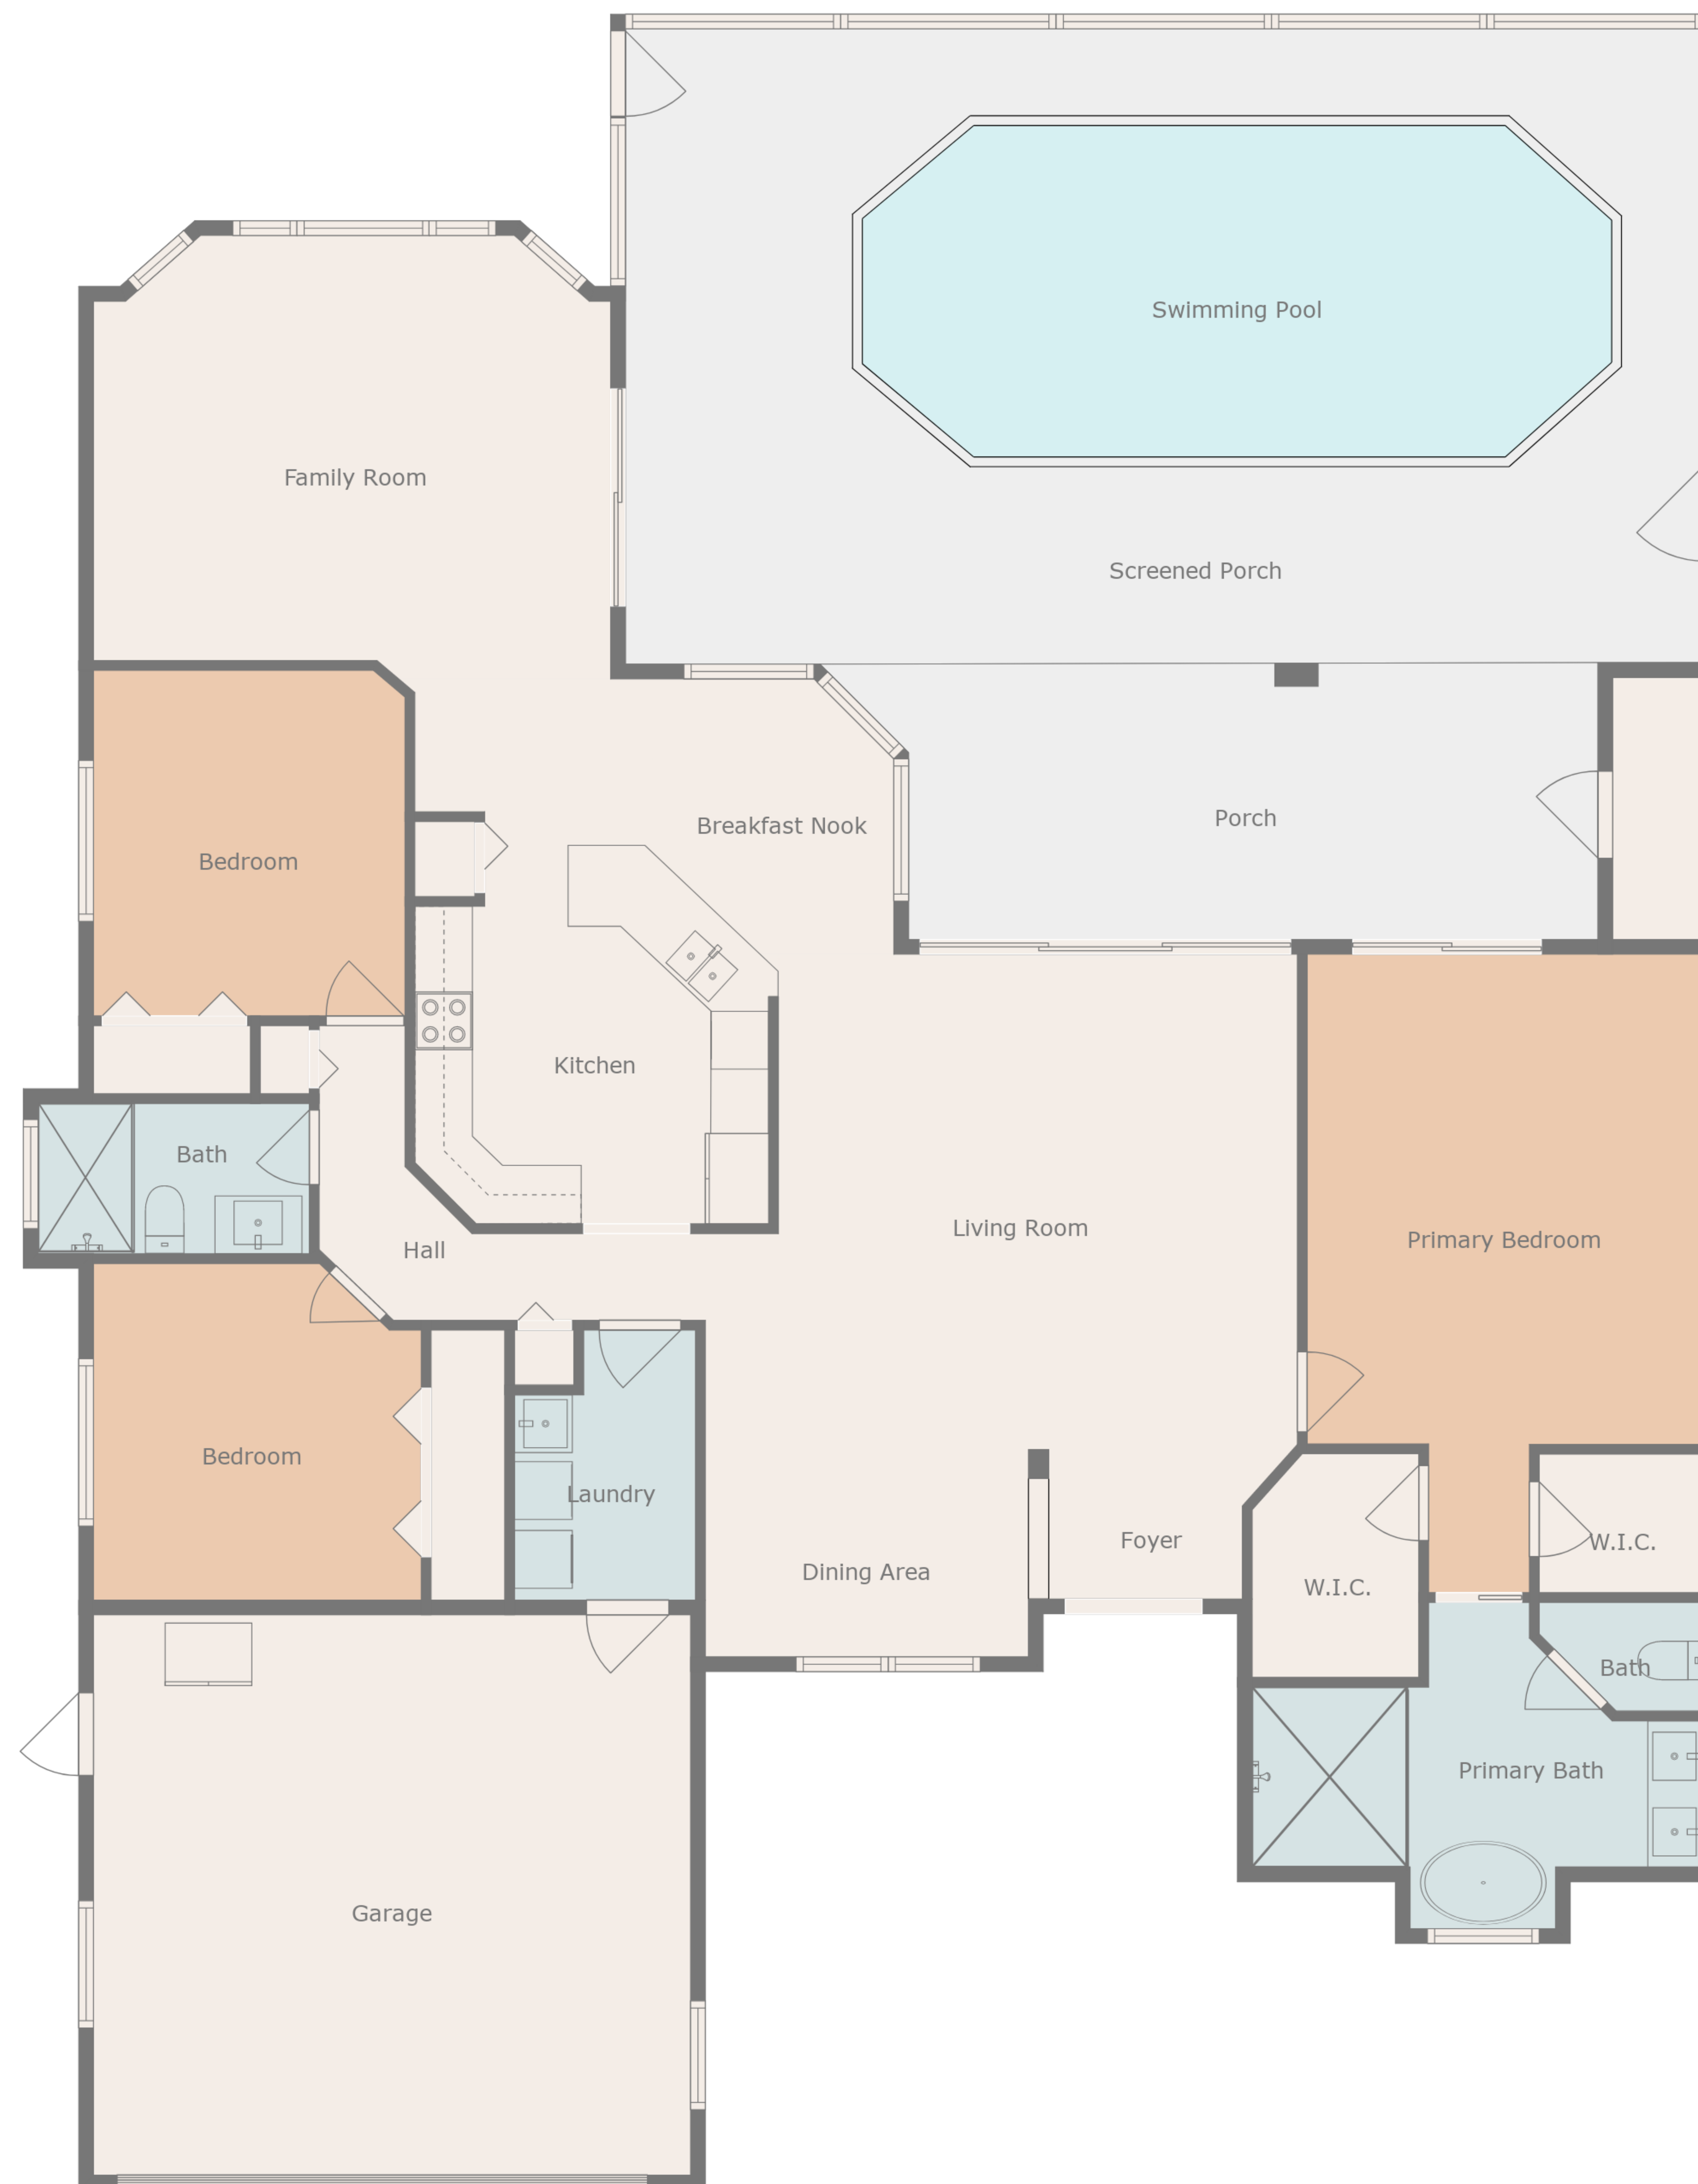 Swimming Pool
Family Room
Screened Porch
Breakfast Nook
Porch
Bedroom
Kitchen
Bath
Living Room
Primary Bedroom
Hall
Bedroom
Laundry
Foyer
W.I.C.
Dining Area
W.I.C.
Bath
Primary Bath
Garage